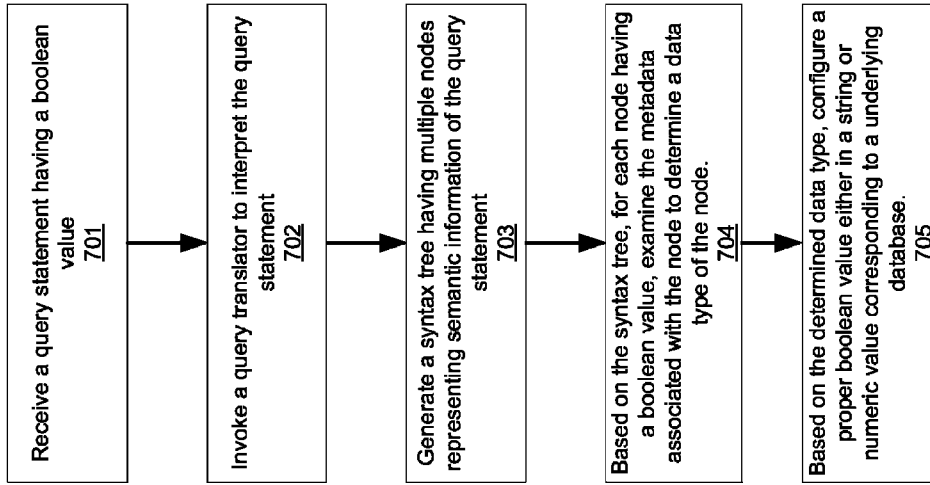 Receive a query statement having a boolean
value
701
Invoke a query translator to interpret the query
statement
702
Generate a syntax tree having multiple nodes
representing semantic information of the query
statement
703
Based on the syntax tree, for each node having
a boolean value, examine the metadata
associated with the node to determine a data
type of the node.
704
Based on the determined data type, configure a
proper boolean value either in a string or
numeric value corresponding to a underlying
database.
705